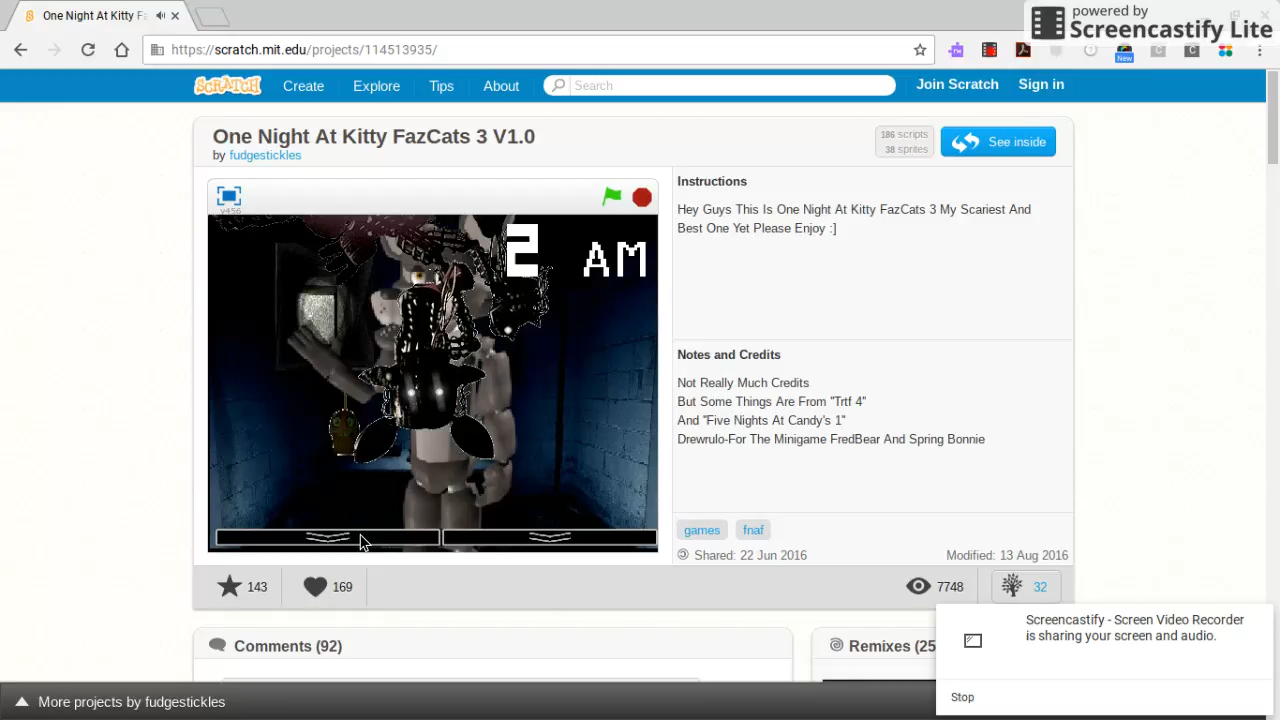 One Night At Kitty Fa
powered by
Screencastify Lite
https://scratch.mit.edu/projects/114513935/
New
SCRATCH
Create
Explore
Tips
About
Search
Join Scratch
Sign in
One Night At Kitty FazCats 3 V1.0
by fudgestickles
186 scripts
38 sprites
See inside
v456
2 AM
Instructions
Hey Guys This Is One Night At Kitty FazCats 3 My Scariest And
Best One Yet Please Enjoy :]
Notes and Credits
Not Really Much Credits
But Some Things Are From "Trtf 4"
And "Five Nights At Candy's 1"
Drewrulo-For The Minigame FredBear And Spring Bonnie
games
fnaf
Shared: 22 Jun 2016
Modified: 13 Aug 2016
143
169
7748
32
Comments (92)
Remixes (25
Screencastify - Screen Video Recorder
is sharing your screen and audio.
Stop
More projects by fudgestickles